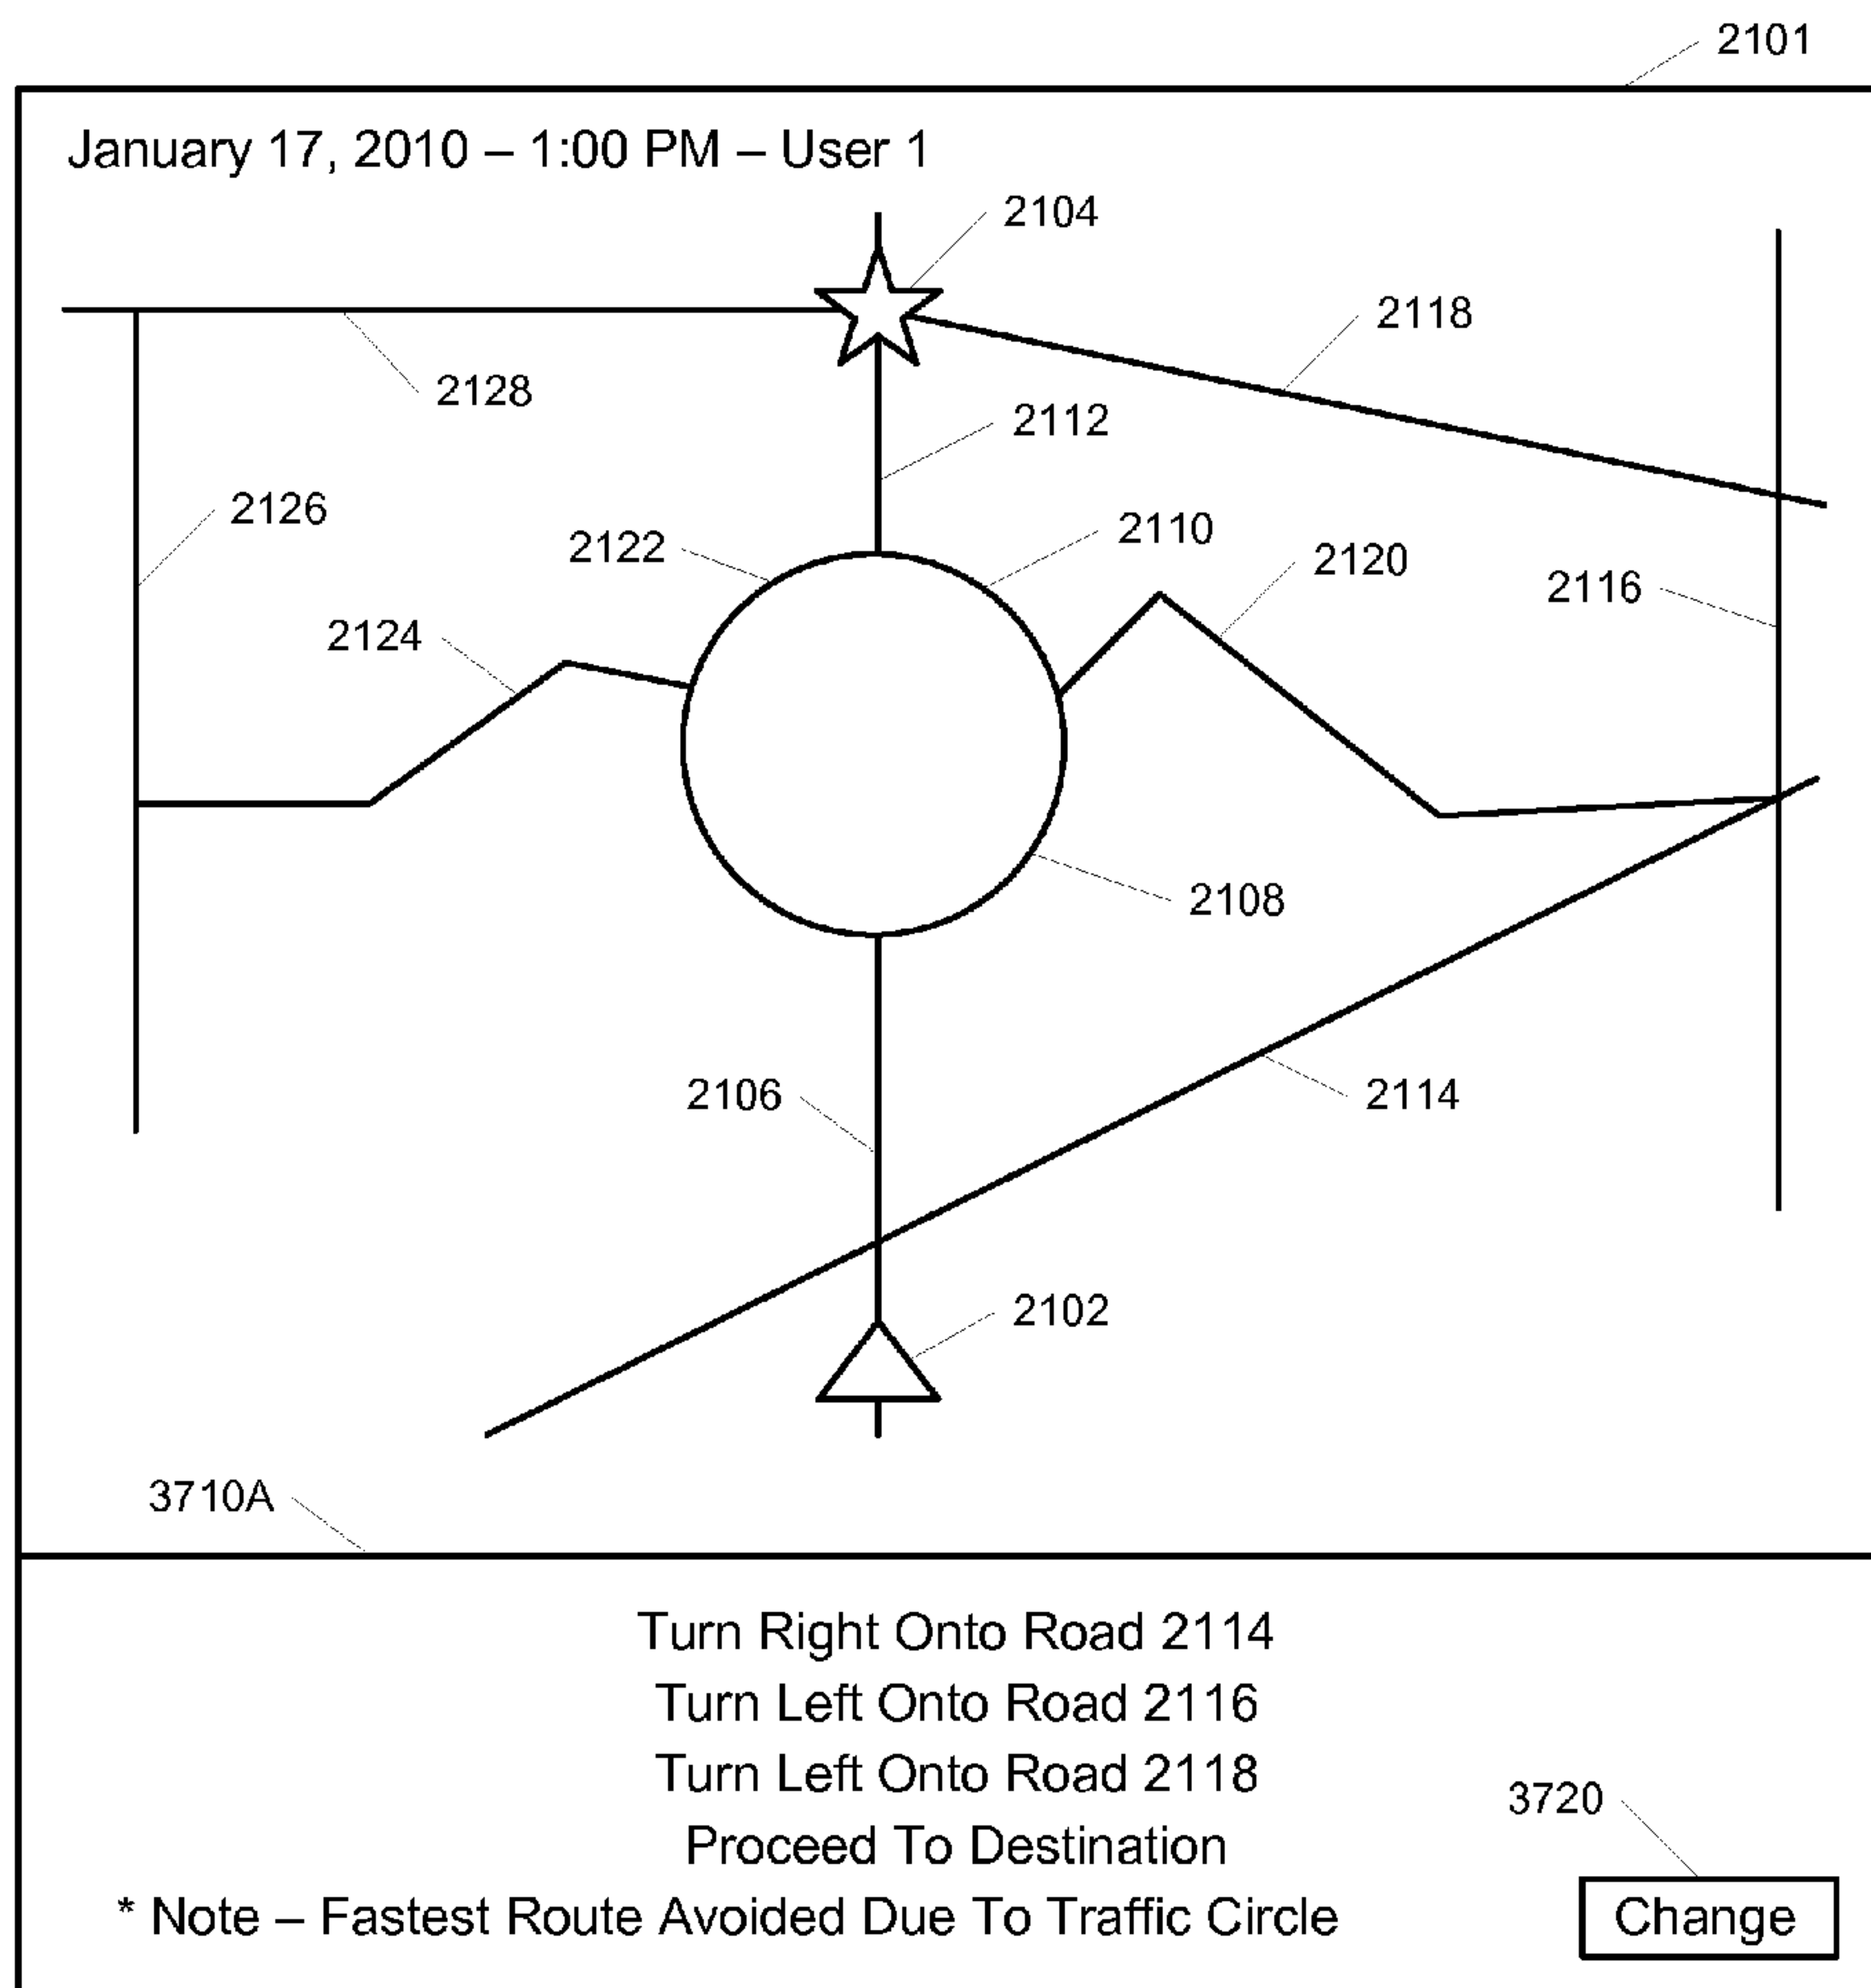 2101
January 17, 2010 – 1:00 PM – User 1
2104
2118
2128
2112
2126
2110
2122
2120
2116
2124
2108
2106
2114
2102
3710A
Turn Right Onto Road 2114
Turn Left Onto Road 2116
Turn Left Onto Road 2118
3720
Proceed To Destination
* Note – Fastest Route Avoided Due To Traffic Circle
Change